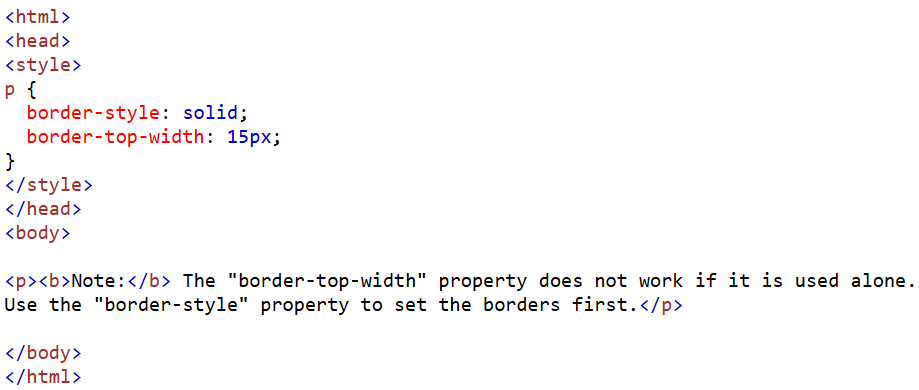 <html>
<head>
<style>
p {
  border-style: solid;
  border-top-width: 15px;
}
</style>
</head>
<body>

<p><b>Note:</b> The "border-top-width" property does not work if it is used alone.
Use the "border-style" property to set the borders first.</p>

</body>
</html>